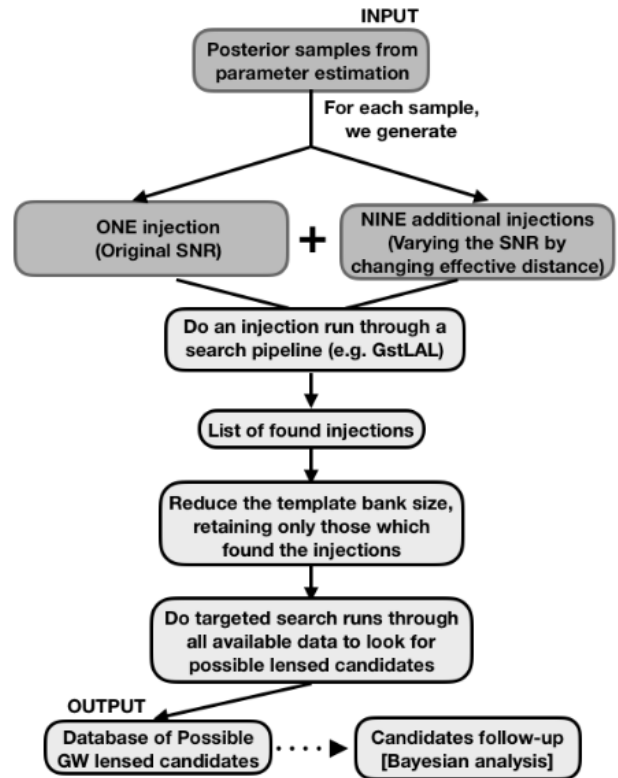 INPUT
Posterior samples from
parameter estimation
For each sample,
we generate
ONE injection
(Original SNR)
+
NINE additional injections
(Varying the SNR by
changing effective distance)
Do an injection run through a
search pipeline (e.g. GstLAL)
List of found injections
Reduce the template bank size,
retaining only those which
found the injections
Do targeted search runs through
all available data to look for
possible lensed candidates
OUTPUT
Database of Possible
GW lensed candidates
Candidates follow-up
[Bayesian analysis]